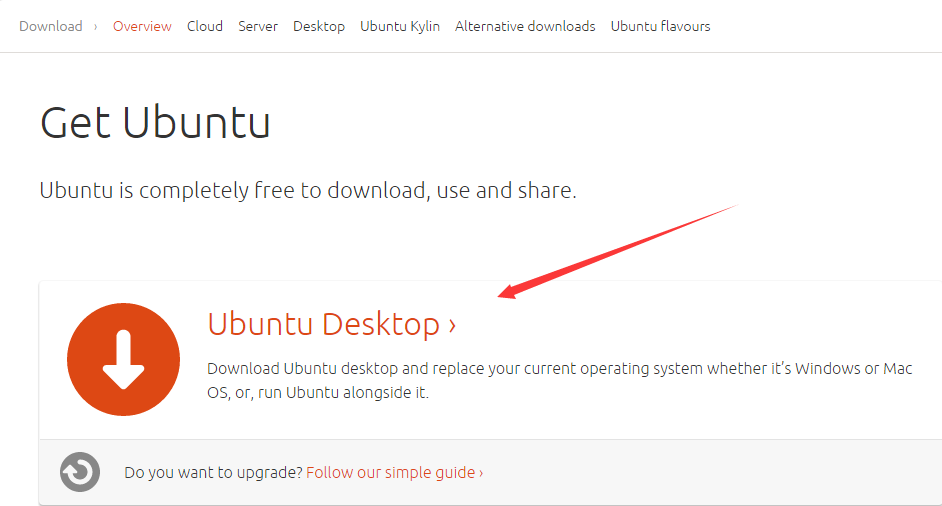 Download › Overview Cloud Server Desktop Ubuntu Kylin Alternative downloads Ubuntu flavours
Get Ubuntu
Ubuntu is completely free to download, use and share.
Ubuntu Desktop ›
Download Ubuntu desktop and replace your current operating system whether it’s Windows or Mac
OS, or, run Ubuntu alongside it.
Do you want to upgrade? Follow our simple guide ›